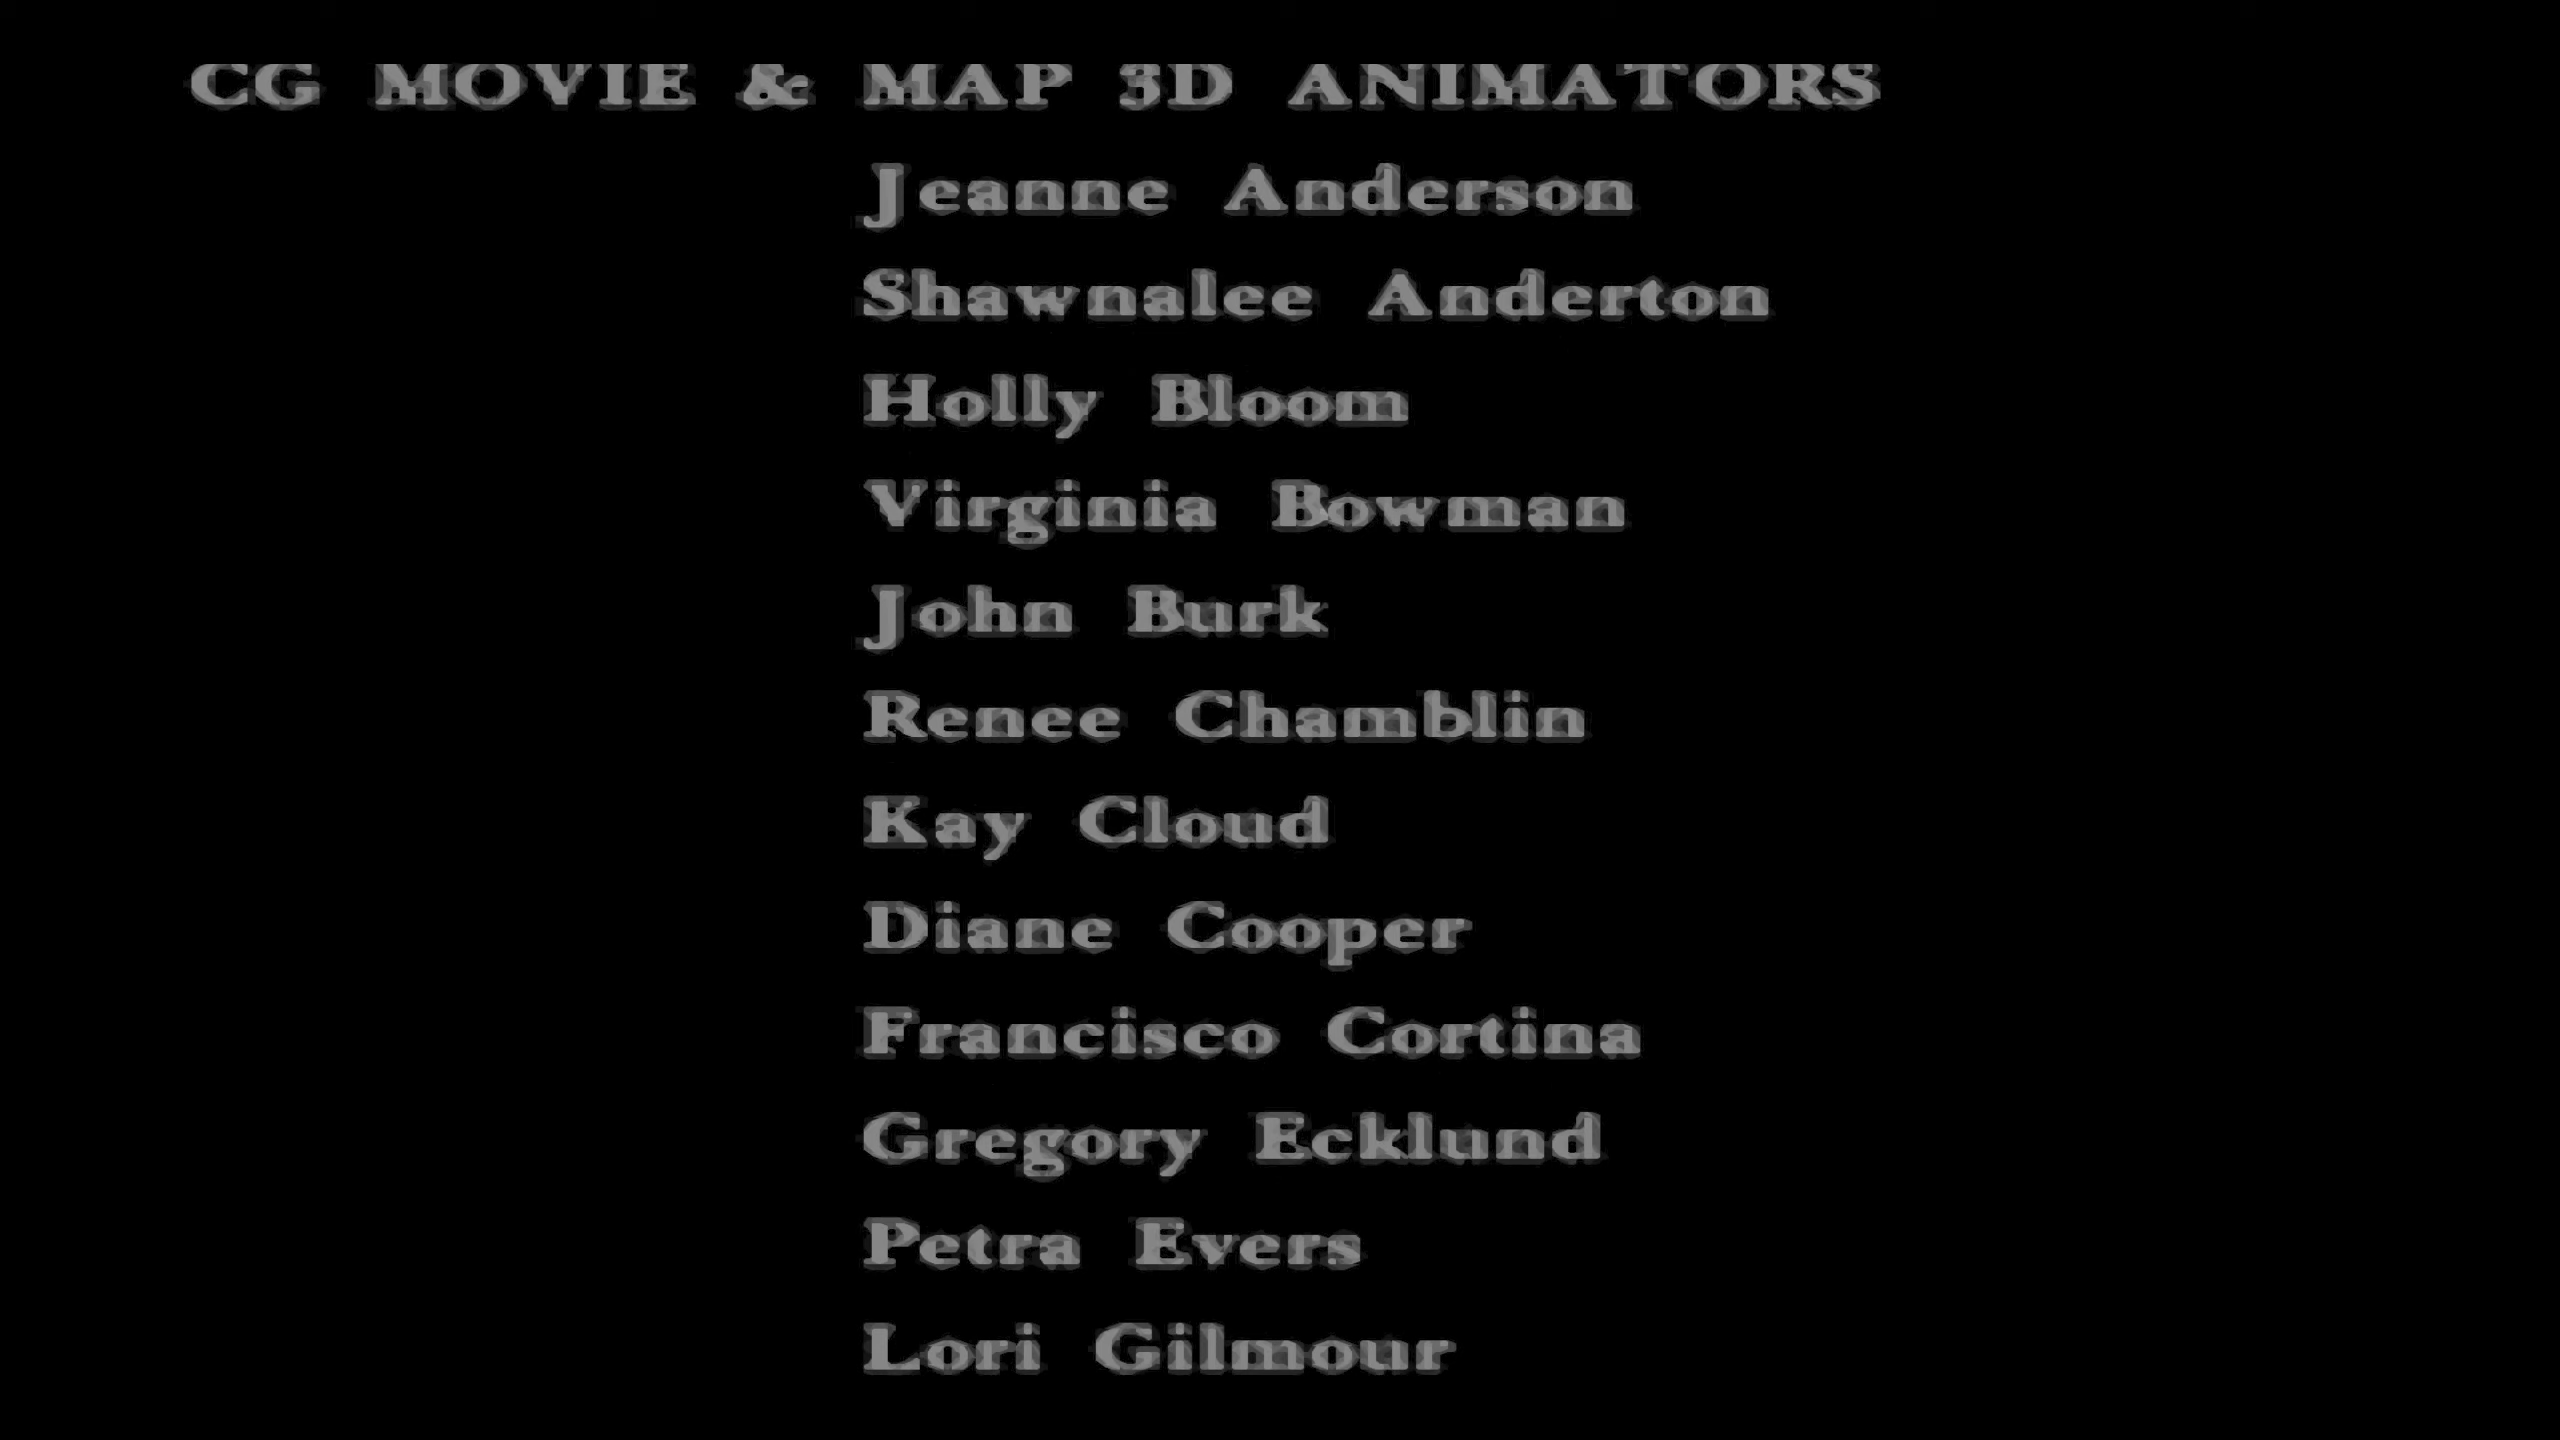 CG MOVIE & MAP 3D ANIMATORS
Jeanne Anderson
Shawnalee Anderton
Holly Bloom
Virginia Bowman
John Burk
Renee Chamblin
Kay Cloud
Diane Cooper
Francisco Cortina
Gregory Ecklund
Petra Evers
Lori Gilmour